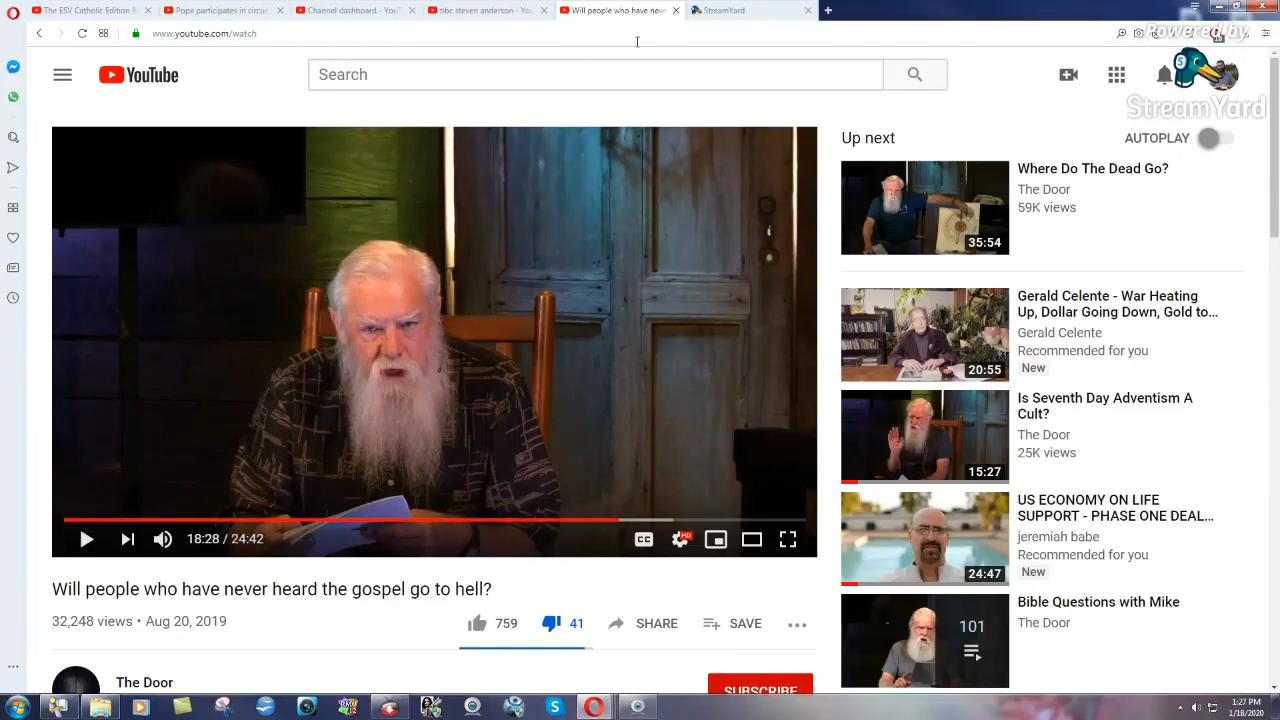 The ESV Catholic Edition B
Pope participates in circus
Channel dashboard - YouT
tibc steven anderson - You
Will people who have neve
StreamYard
www.youtube.com/watch
Powered by
StreamYard
YouTube
Search
Up next
AUTOPLAY
Where Do The Dead Go?
The Door
59K views
35:54
Gerald Celente - War Heating
Up, Dollar Going Down, Gold to...
Gerald Celente
Recommended for you
New
20:55
Is Seventh Day Adventism A
Cult?
The Door
25K views
15:27
US ECONOMY ON LIFE
SUPPORT - PHASE ONE DEAL...
jeremiah babe
Recommended for you
New
24:47
Bible Questions with Mike
The Door
101
18:28 / 24:42
CC
HD
Will people who have never heard the gospel go to hell?
32,248 views • Aug 20, 2019
759
41
SHARE
SAVE
The Door
SUBSCRIBE
1:27 PM
1/18/2020